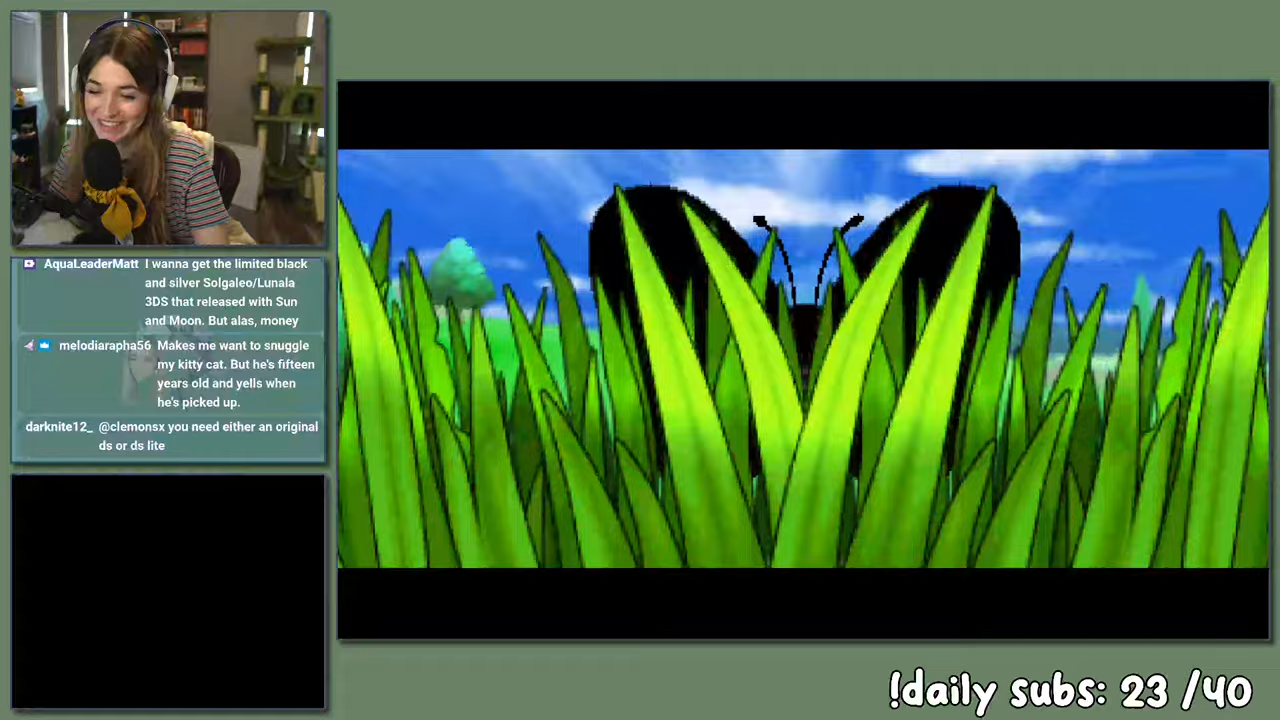 AquaLeaderMatt I wanna get the limited black
and silver Solgaleo/Lunala
3DS that released with Sun
and Moon. But alas, money
melodiarapha56 Makes me want to snuggle
my kitty cat. But he's fifteen
years old and yells when
he's picked up.
darknite12_ @clemonsx you need either an original
ds or ds lite
!daily subs: 23 /40